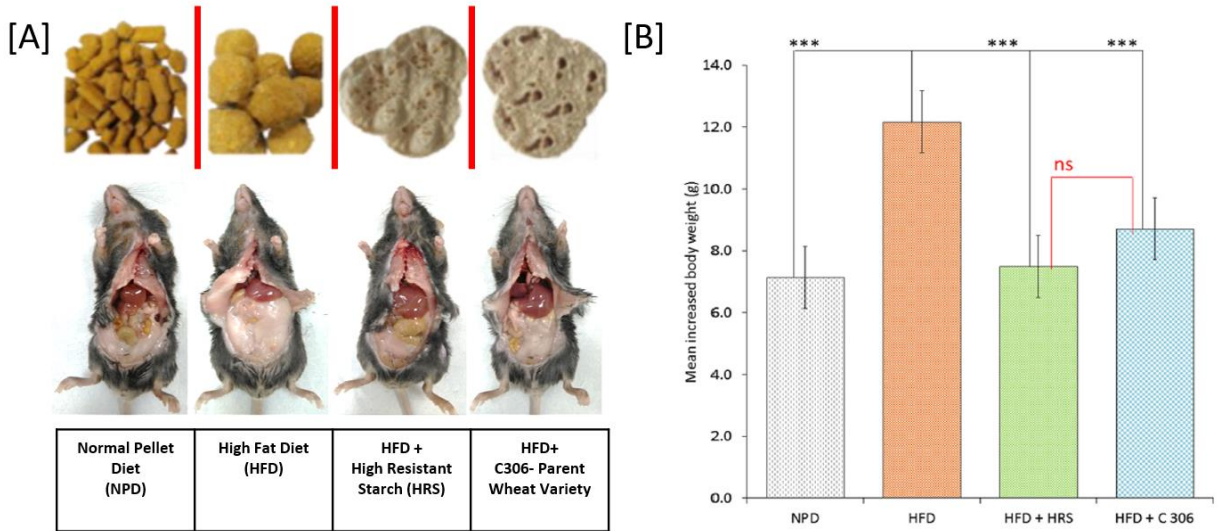 [A]
Normal Pellet
Diet
(NPD)
High Fat Diet
(HFD)
HFD +
High Resistant
Starch (HRS)
HFD+
C306- Parent
Wheat Variety
[B]
*** *** ***
14.0
12.0
10.0
8.0
6.0
4.0
2.0
0.0
Mean increased body weight (g)
ns
NPD HFD HFD + HRS HFD + C 306